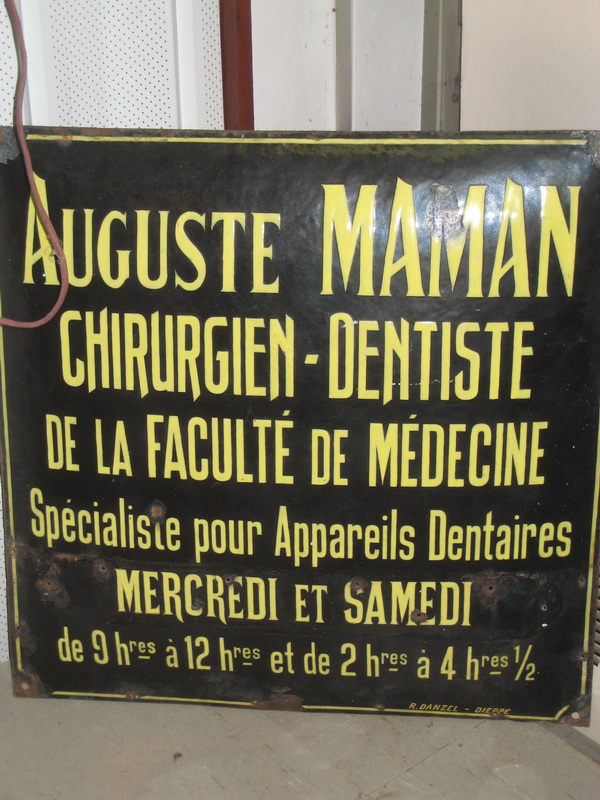 AUGUSTE MAMAN
CHIRURGIEN-DENTISTE
DE LA FACULTÉ DE MÉDECINE
Spécialiste pour Appareils Dentaires
MERCREDI ET SAMEDI
de 9 hres à 12 hres et de 2 hres à 4 hres 1/2
R. DANZEL - DIEPPE